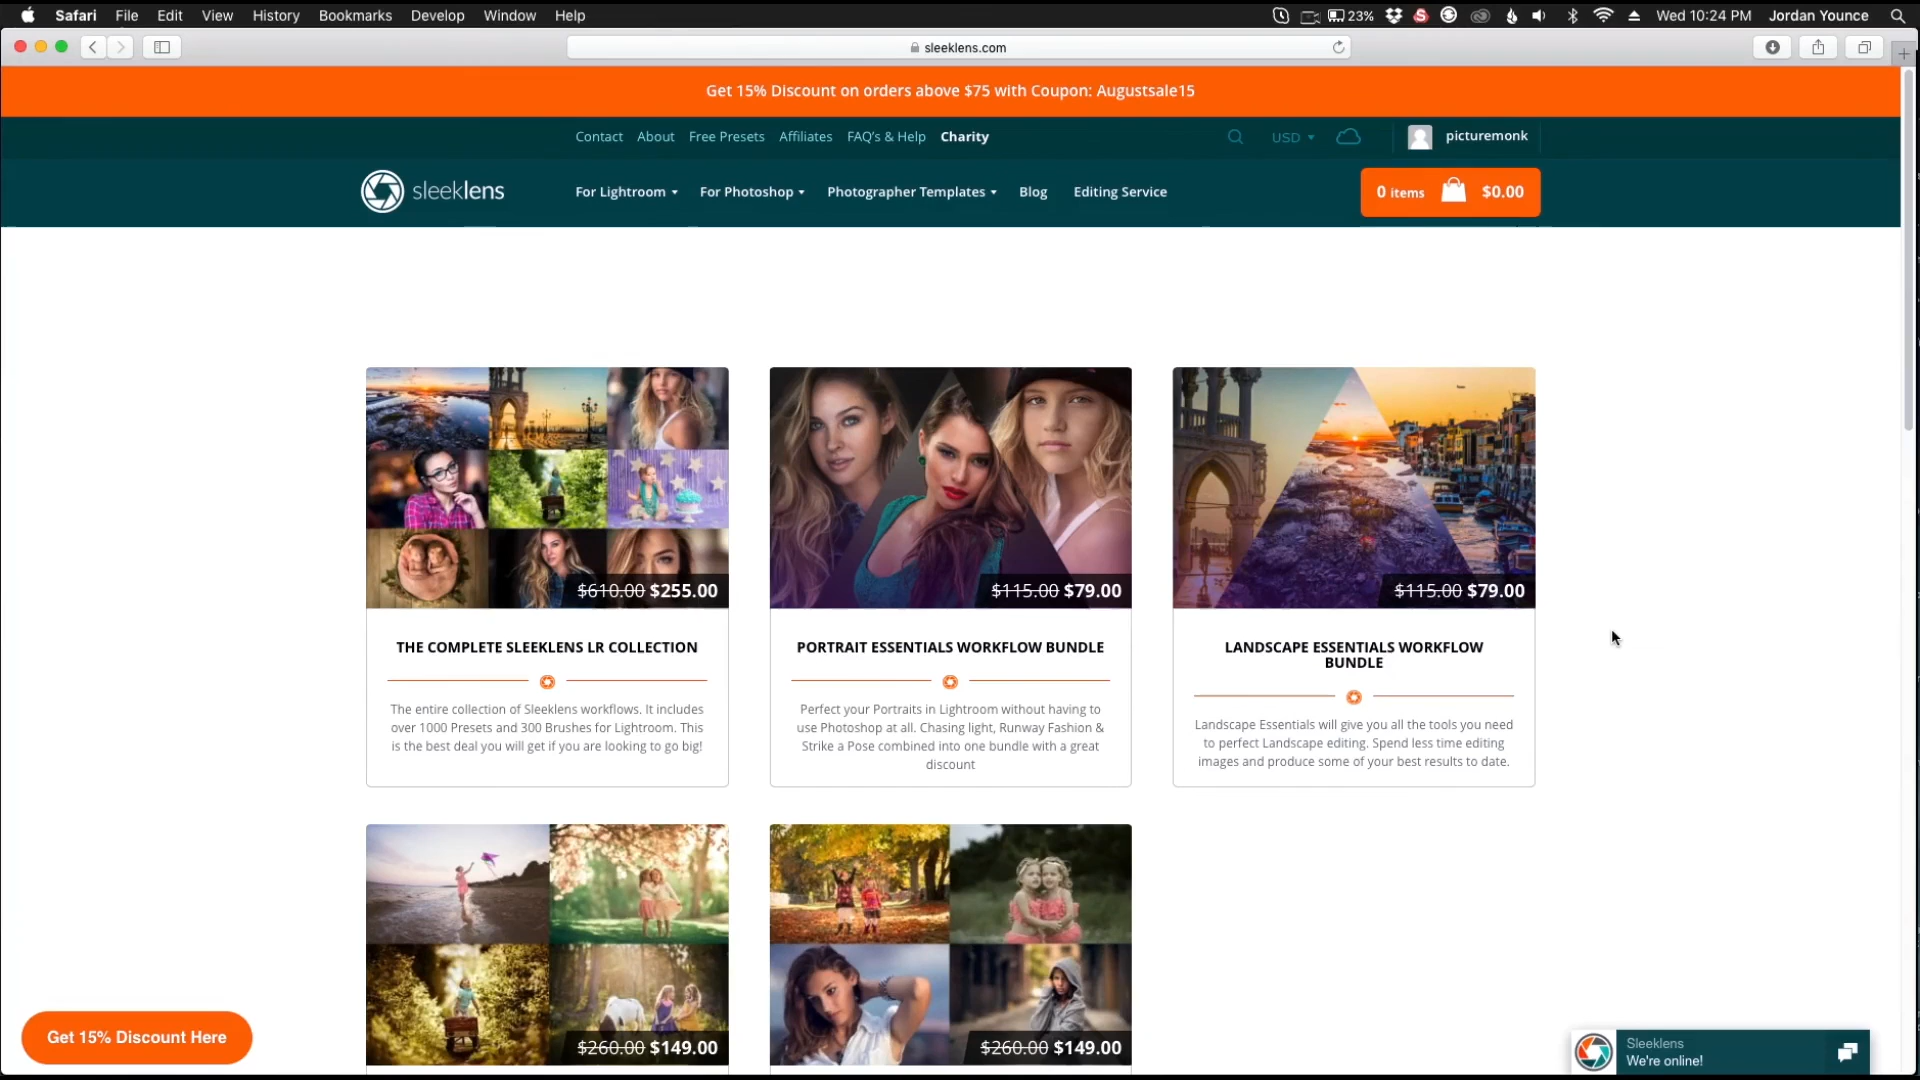 Safari File Edit View History Bookmarks Develop Window Help
23% Wed 10:24 PM Jordan Younce
sleeklens.com
Get 15% Discount on orders above $75 with Coupon: Augustsale15
Contact About Free Presets Affiliates FAQ's & Help Charity
USD
picturemonk
sleeklens
For Lightroom For Photoshop Photographer Templates Blog Editing Service
0 items $0.00
$610.00 $255.00
THE COMPLETE SLEEKLENS LR COLLECTION
The entire collection of Sleeklens workflows. It includes
over 1000 Presets and 300 Brushes for Lightroom. This
is the best deal you will get if you are looking to go big!
$115.00 $79.00
PORTRAIT ESSENTIALS WORKFLOW BUNDLE
Perfect your Portraits in Lightroom without having to
use Photoshop at all. Chasing light, Runway Fashion &
Strike a Pose combined into one bundle with a great
discount
$115.00 $79.00
LANDSCAPE ESSENTIALS WORKFLOW
BUNDLE
Landscape Essentials will give you all the tools you need
to perfect Landscape editing. Spend less time editing
images and produce some of your best results to date.
$260.00 $149.00
$260.00 $149.00
Get 15% Discount Here
Sleeklens
We're online!